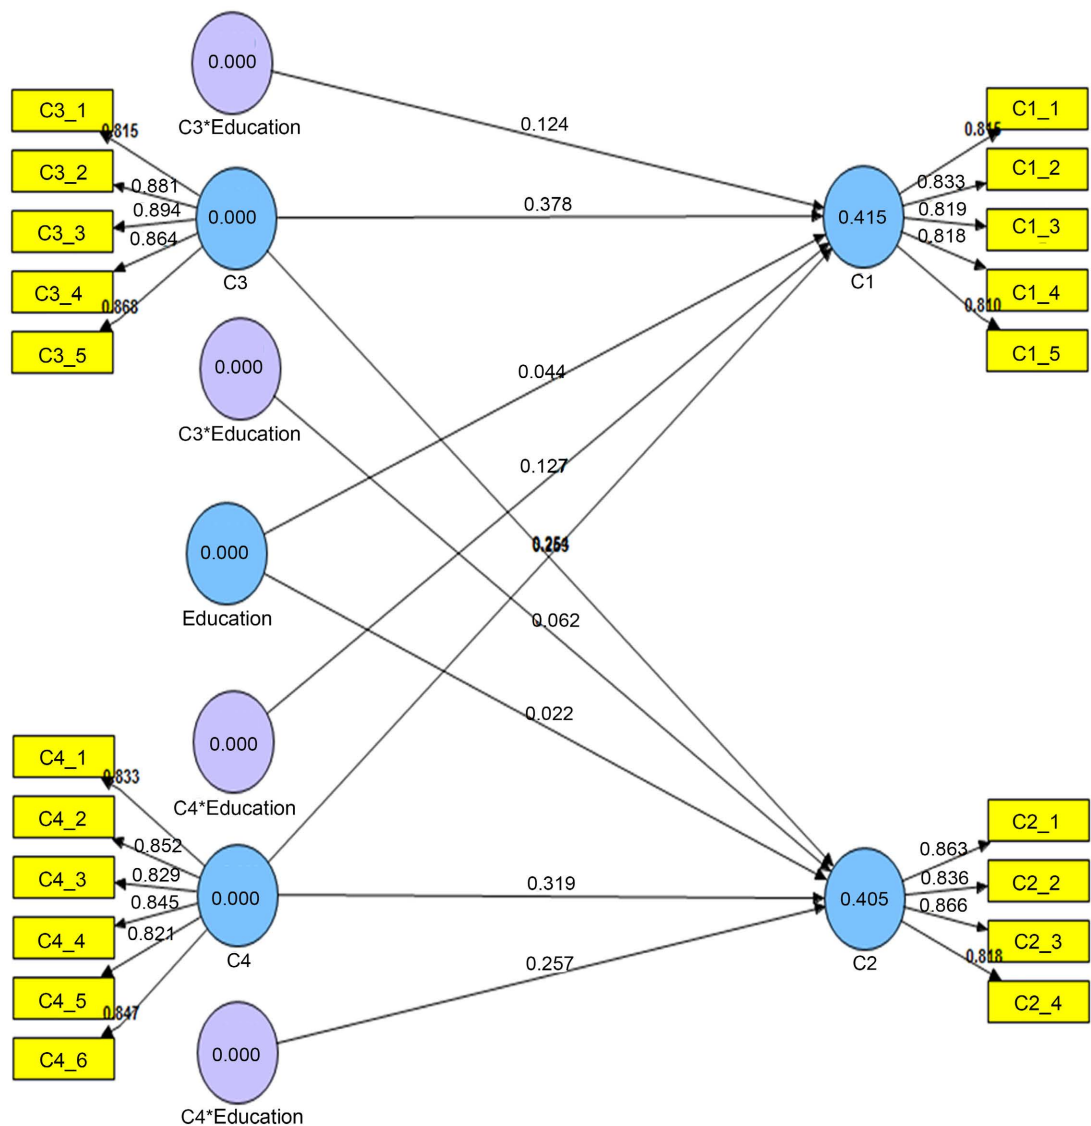 0.000
C3*Education
C3_1
0.815
C3_2
0.881
C3_3
0.894
C3_4
0.864
C3_5
0.868
0.000
C3
0.124
0.378
0.415
C1
C1_1
0.815
C1_2
0.833
C1_3
0.819
C1_4
0.818
C1_5
0.810
0.000
C3*Education
0.044
0.127
0.000
Education
0.062
0.022
0.000
C4*Education
C4_1
0.833
C4_2
0.852
C4_3
0.829
C4_4
0.845
C4_5
0.821
C4_6
0.847
0.000
C4
0.319
0.257
0.405
C2
C2_1
0.863
C2_2
0.836
C2_3
0.866
C2_4
0.818
0.000
C4*Education